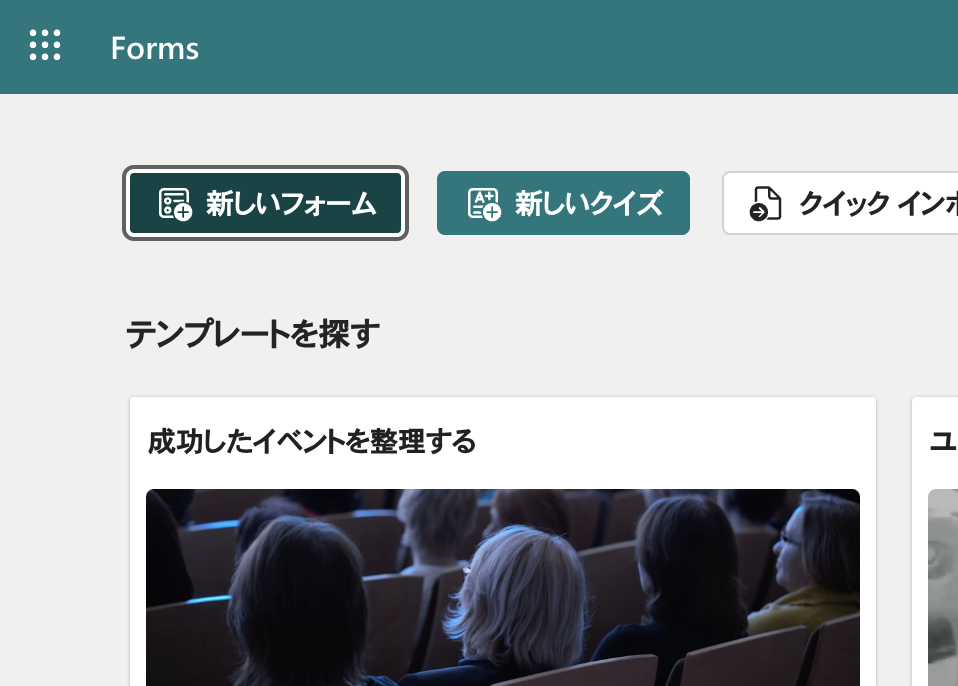 Forms
新しいフォーム
新しいクイズ
クイック イン
テンプレートを探す
成功したイベントを整理する
ユ